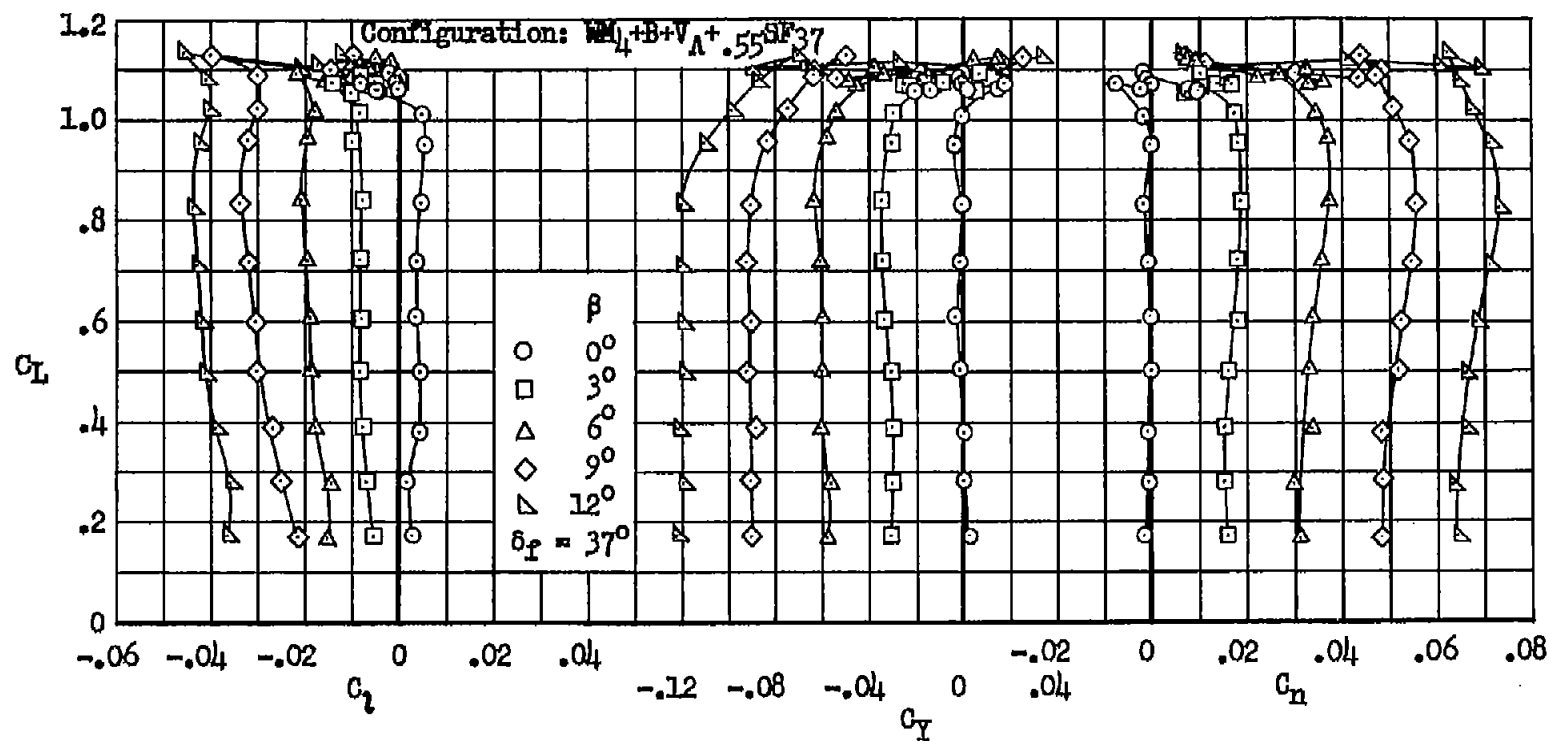 Configuration: WM4+B+VΛ+.55SF37
1.2
1.0
.8
.6
.4
.2
0
CL
β
0°
3°
6°
9°
12°
δf = 37°
-.06 -.04 -.02 0 .02 .04
Cl
-.12 -.08 -.04 0 .04
CY
-.02 0 .02 .04 .06 .08
Cn